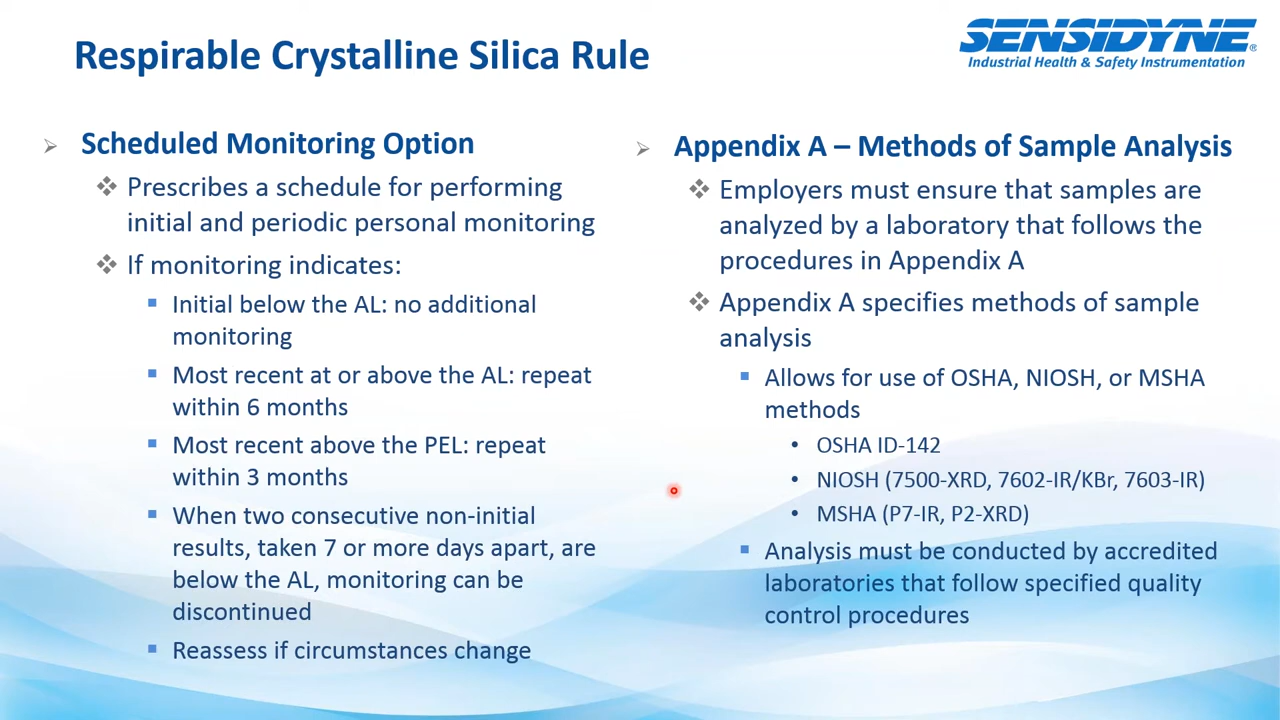 Respirable Crystalline Silica Rule
SENSIDYNE®
Industrial Health & Safety Instrumentation
Scheduled Monitoring Option
Prescribes a schedule for performing
initial and periodic personal monitoring
If monitoring indicates:
Initial below the AL: no additional
monitoring
Most recent at or above the AL: repeat
within 6 months
Most recent above the PEL: repeat
within 3 months
When two consecutive non-initial
results, taken 7 or more days apart, are
below the AL, monitoring can be
discontinued
Reassess if circumstances change
Appendix A – Methods of Sample Analysis
Employers must ensure that samples are
analyzed by a laboratory that follows the
procedures in Appendix A
Appendix A specifies methods of sample
analysis
Allows for use of OSHA, NIOSH, or MSHA
methods
OSHA ID-142
NIOSH (7500-XRD, 7602-IR/KBr, 7603-IR)
MSHA (P7-IR, P2-XRD)
Analysis must be conducted by accredited
laboratories that follow specified quality
control procedures